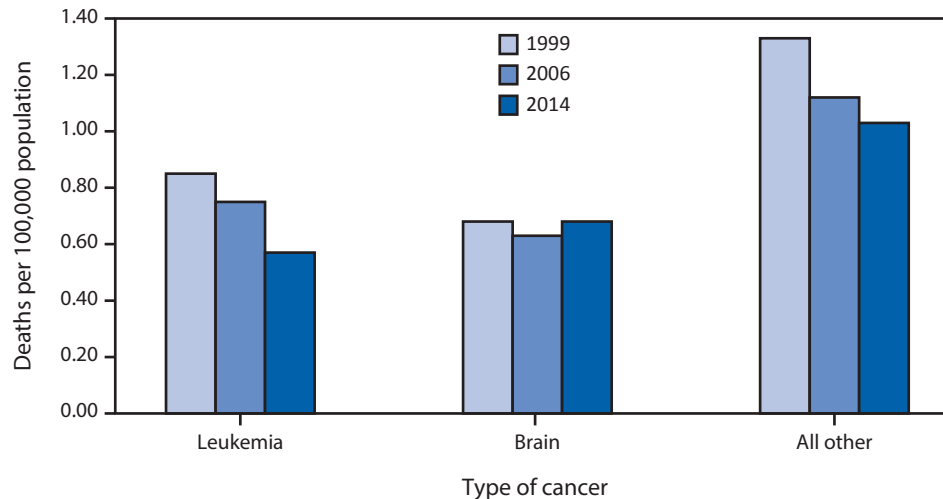 Deaths per 100,000 population
1.40
1.20
1.00
0.80
0.60
0.40
0.20
0.00
1999
2006
2014
Leukemia
Brain
All other
Type of cancer